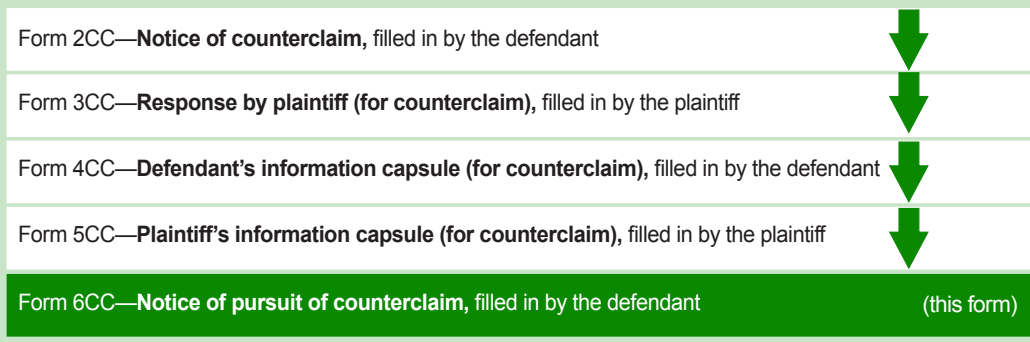 Form 2CC—Notice of counterclaim, filled in by the defendant
Form 3CC—Response by plaintiff (for counterclaim), filled in by the plaintiff
Form 4CC—Defendant’s information capsule (for counterclaim), filled in by the defendant
Form 5CC—Plaintiff’s information capsule (for counterclaim), filled in by the plaintiff
Form 6CC—Notice of pursuit of counterclaim, filled in by the defendant (this form)